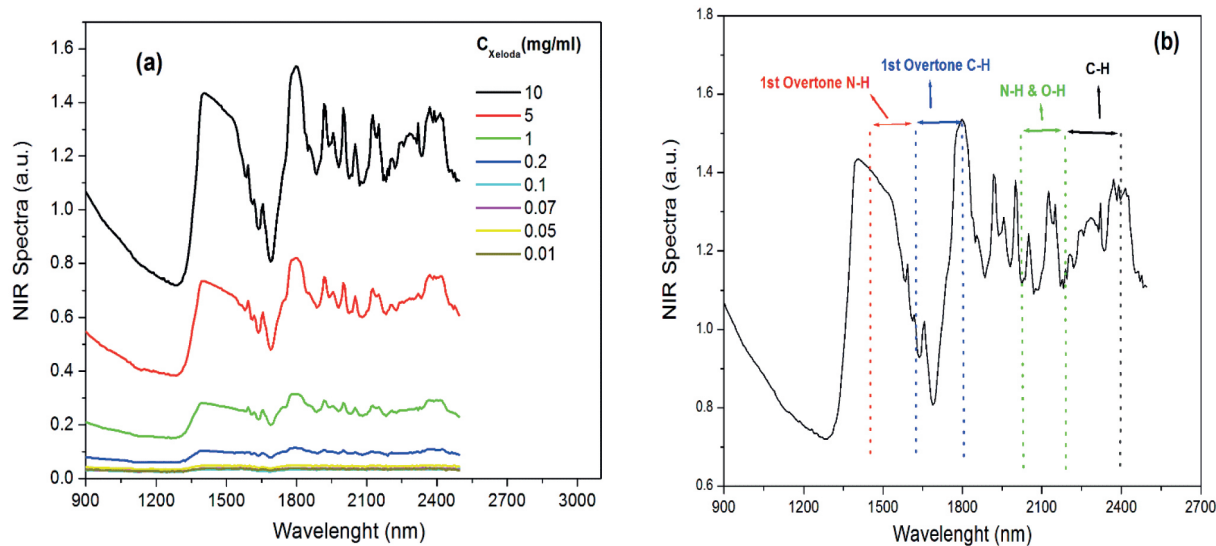 (a)
C_Xeloda (mg/ml)
10
5
1
0.2
0.1
0.07
0.05
0.01
NIR Spectra (a.u.)
1.6
1.4
1.2
1.0
0.8
0.6
0.4
0.2
0.0
900 1200 1500 1800 2100 2400 2700 3000
Wavelenght (nm)
(b)
1st Overtone N-H
1st Overtone C-H
N-H & O-H
C-H
NIR Spectra (a.u.)
1.8
1.6
1.4
1.2
1.0
0.8
0.6
900 1200 1500 1800 2100 2400 2700
Wavelenght (nm)